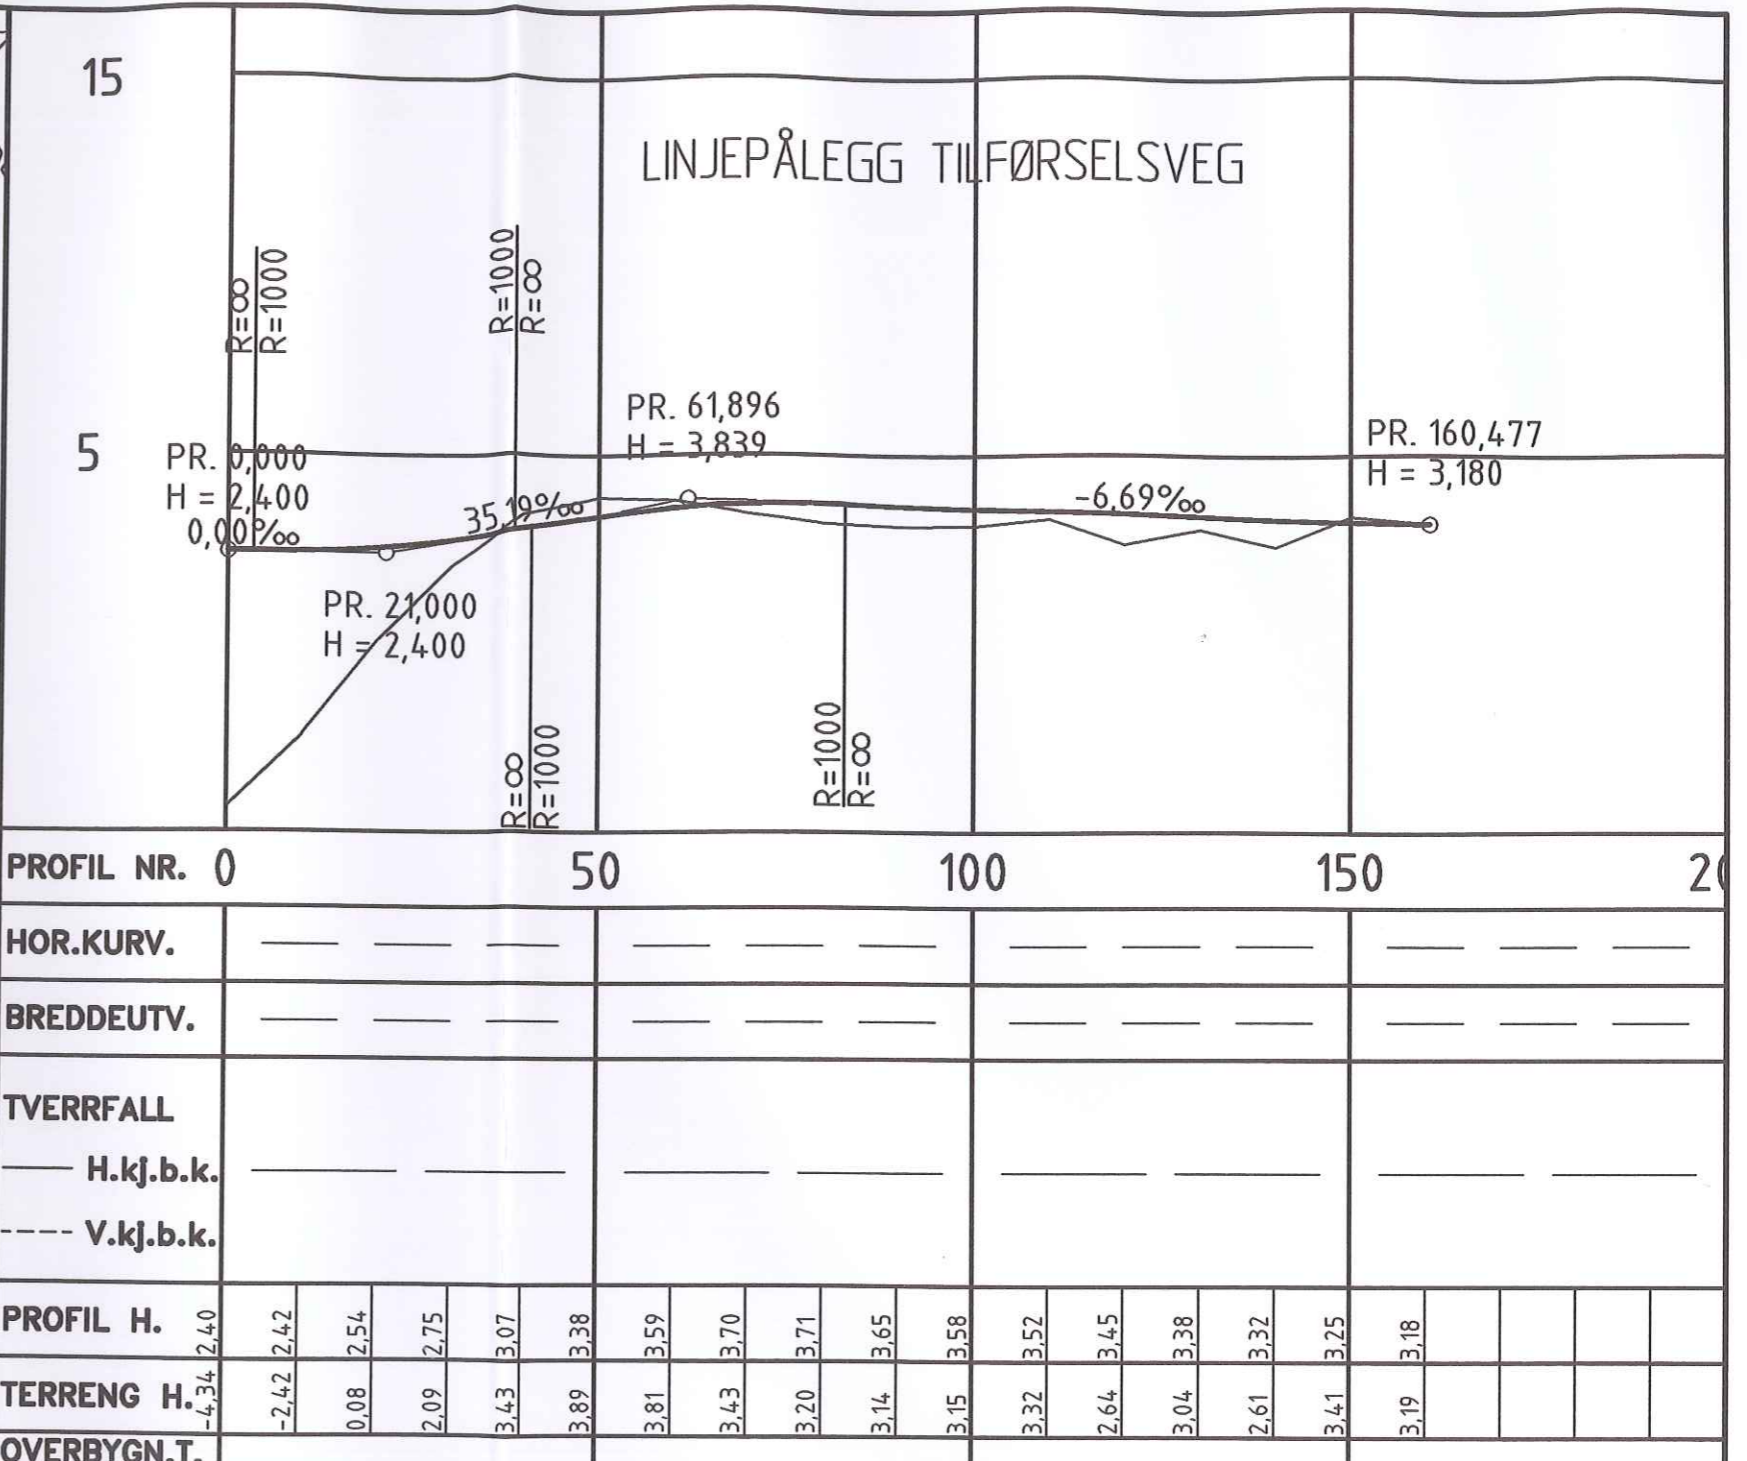 15
LINJEPÅLEGG TILFØRSELSVEG
R=∞
R=1000
R=1000
R=∞
5
PR. 0,000
H = 2,400
0,00‰
35,19‰
PR. 61,896
H = 3,839
-6,69‰
PR. 160,477
H = 3,180
PR. 21,000
H = 2,400
R=∞
R=1000
R=1000
R=∞
PROFIL NR. 0 50 100 150
HOR.KURV.
BREDDEUTV.
TVERRFALL
H.kj.b.k.
V.kj.b.k.
PROFIL H. 2,40 2,42 2,54 2,75 3,07 3,38 3,59 3,70 3,71 3,65 3,58 3,52 3,45 3,38 3,32 3,25 3,18
TERRENG H. -4,34 -2,42 0,08 2,09 3,43 3,89 3,81 3,43 3,20 3,14 3,15 3,32 2,64 3,04 2,61 3,41 3,19
OVERBYGN.T.